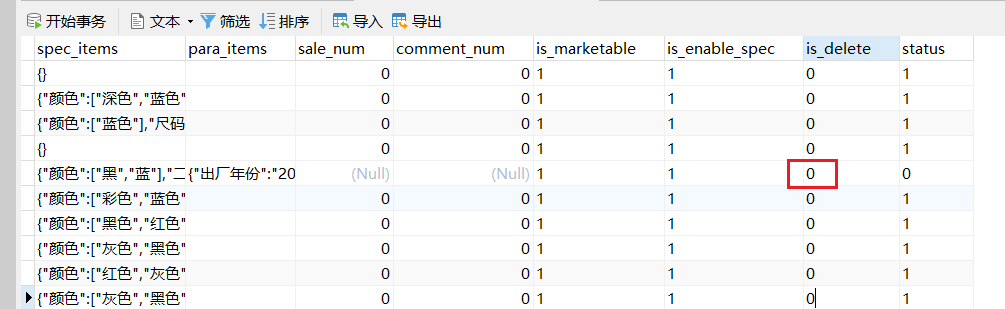 开始事务 文本 筛选 排序 导入 导出
spec_items para_items sale_num comment_num is_marketable is_enable_spec is_delete status
{} 0 0 1 1 0 1
{"颜色":["深色","蓝色" 0 0 1 1 0 1
{"颜色":["蓝色"],"尺码 0 0 1 1 0 1
{} 0 0 1 1 0 1
{"颜色":["黑","蓝"],"二 {"出厂年份":"20 (Null) (Null) 1 1 0 0
{"颜色":["彩色","蓝色" 0 0 1 1 0 1
{"颜色":["黑色","红色" 0 0 1 1 0 1
{"颜色":["灰色","黑色" 0 0 1 1 0 1
{"颜色":["红色","灰色" 0 0 1 1 0 1
{"颜色":["灰色","黑色" 0 0 1 1 0 1